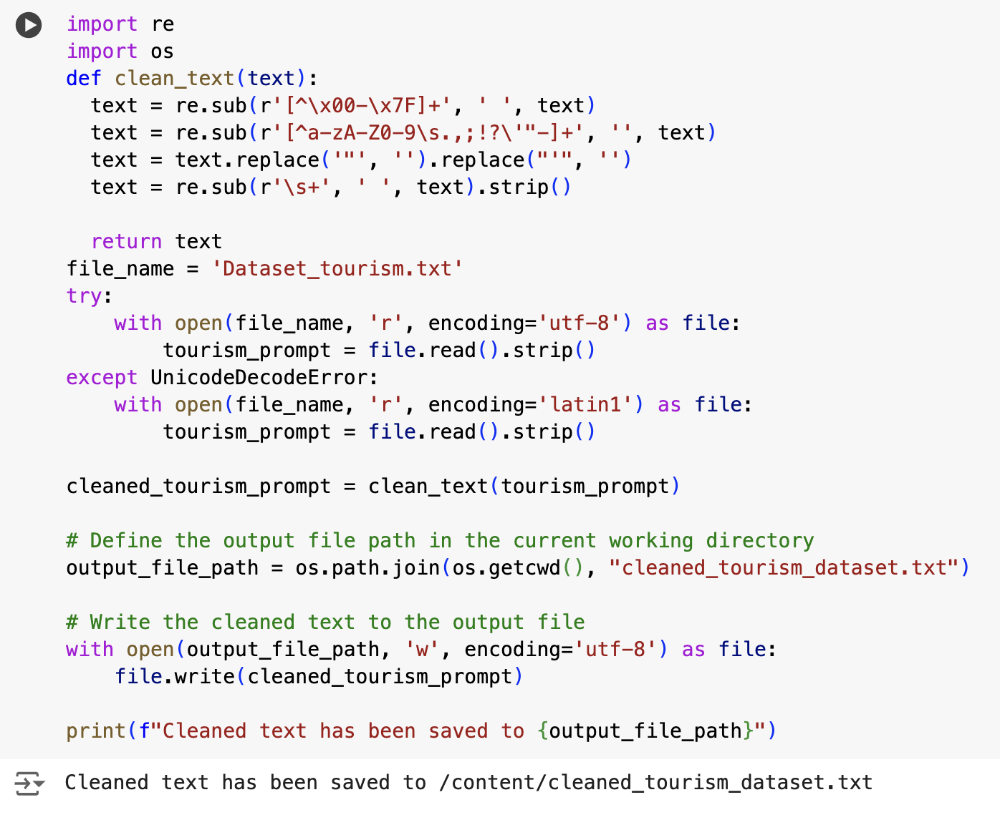 import re
import os
def clean_text(text):
  text = re.sub(r'[^\x00-\x7F]+', ' ', text)
  text = re.sub(r'[^a-zA-Z0-9\s.,;!?\'"-]+', '', text)
  text = text.replace('"', '').replace("'", '')
  text = re.sub(r'\s+', ' ', text).strip()

  return text
file_name = 'Dataset_tourism.txt'
try:
    with open(file_name, 'r', encoding='utf-8') as file:
        tourism_prompt = file.read().strip()
except UnicodeDecodeError:
    with open(file_name, 'r', encoding='latin1') as file:
        tourism_prompt = file.read().strip()

cleaned_tourism_prompt = clean_text(tourism_prompt)

# Define the output file path in the current working directory
output_file_path = os.path.join(os.getcwd(), "cleaned_tourism_dataset.txt")

# Write the cleaned text to the output file
with open(output_file_path, 'w', encoding='utf-8') as file:
    file.write(cleaned_tourism_prompt)

print(f"Cleaned text has been saved to {output_file_path}")
Cleaned text has been saved to /content/cleaned_tourism_dataset.txt